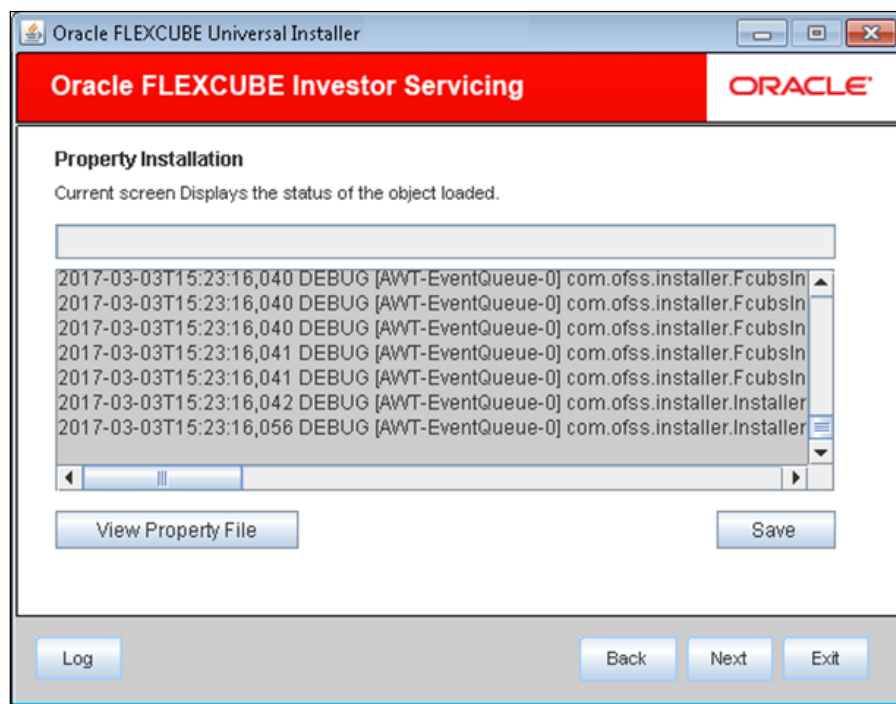 Oracle FLEXCUBE Universal Installer
Oracle FLEXCUBE Investor Servicing
ORACLE
Property Installation
Current screen Displays the status of the object loaded.
2017-03-03T15:23:16,040 DEBUG [AWT-EventQueue-0] com.ofss.installer.FcubsIn
2017-03-03T15:23:16,040 DEBUG [AWT-EventQueue-0] com.ofss.installer.FcubsIn
2017-03-03T15:23:16,040 DEBUG [AWT-EventQueue-0] com.ofss.installer.FcubsIn
2017-03-03T15:23:16,041 DEBUG [AWT-EventQueue-0] com.ofss.installer.FcubsIn
2017-03-03T15:23:16,041 DEBUG [AWT-EventQueue-0] com.ofss.installer.FcubsIn
2017-03-03T15:23:16,042 DEBUG [AWT-EventQueue-0] com.ofss.installer.Installer
2017-03-03T15:23:16,056 DEBUG [AWT-EventQueue-0] com.ofss.installer.Installer
View Property File Save
Log Back Next Exit